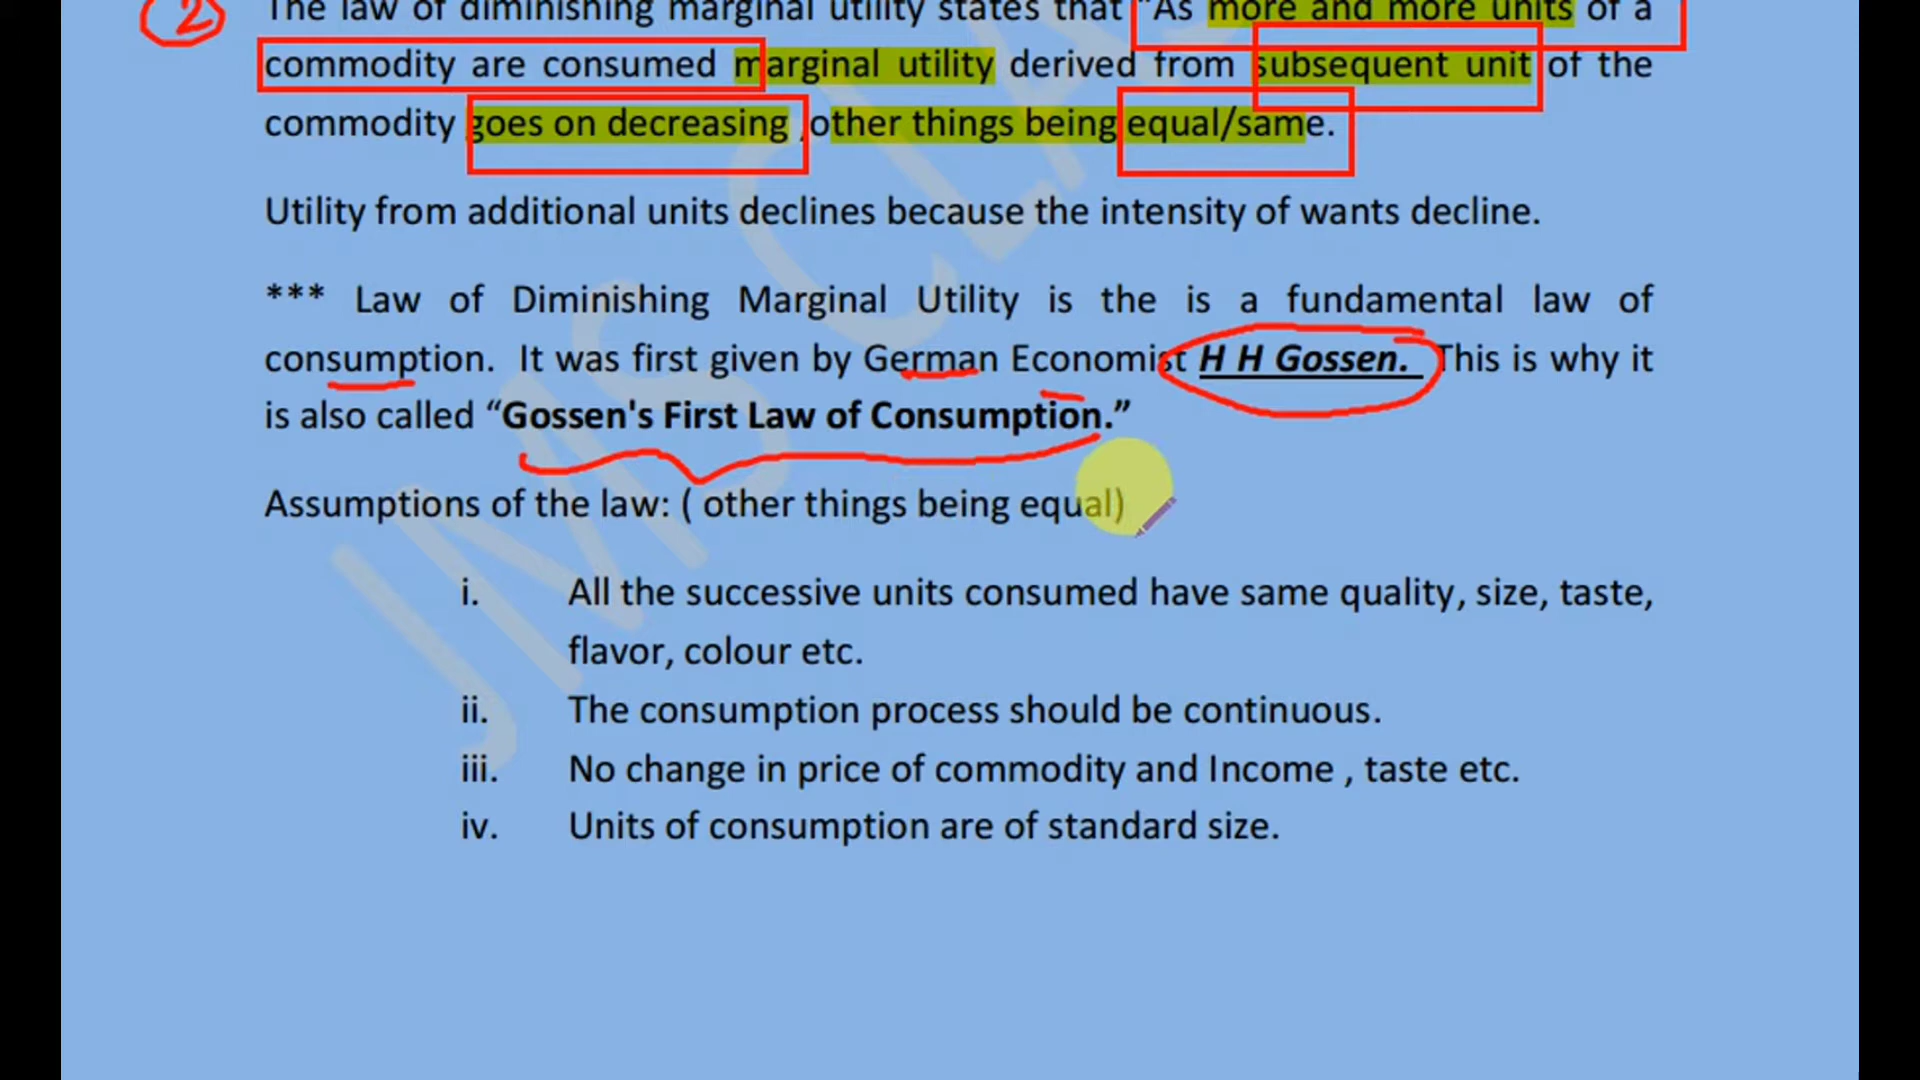 2
The law of diminishing marginal utility states that "As more and more units of a
commodity are consumed marginal utility derived from subsequent unit of the
commodity goes on decreasing ,other things being equal/same.
Utility from additional units declines because the intensity of wants decline.
*** Law of Diminishing Marginal Utility is the is a fundamental law of
consumption. It was first given by German Economist H H Gossen. This is why it
is also called “Gossen's First Law of Consumption.”
Assumptions of the law: ( other things being equal)
i. All the successive units consumed have same quality, size, taste,
flavor, colour etc.
ii. The consumption process should be continuous.
iii. No change in price of commodity and Income , taste etc.
iv. Units of consumption are of standard size.
JMS CLA